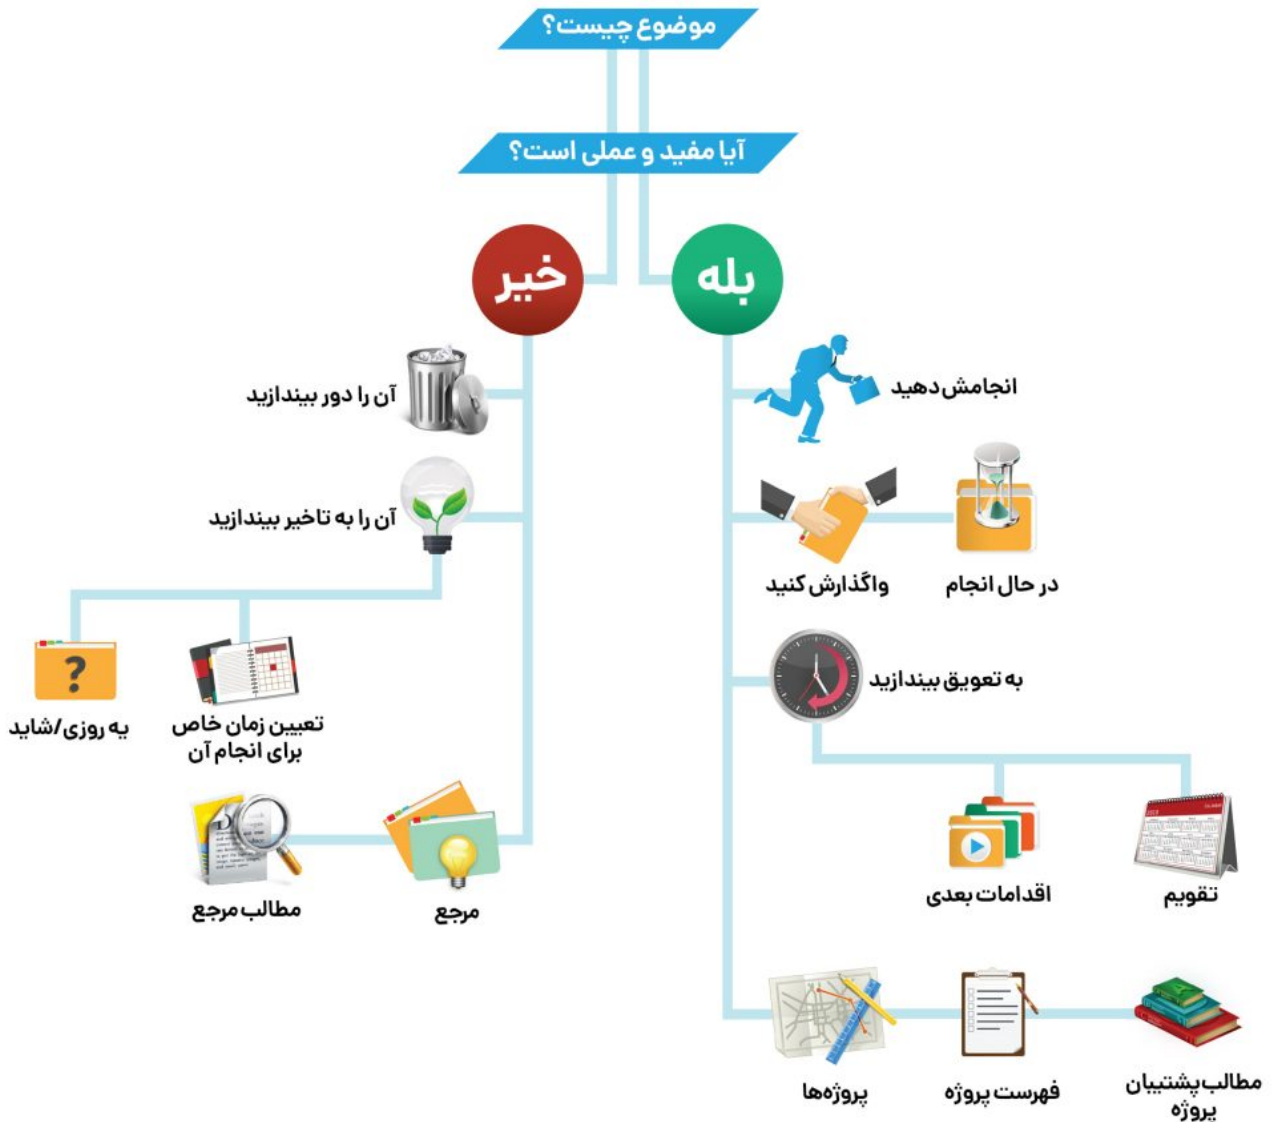 موضوع چیست؟
آیا مفید و عملی است؟
بله
خیر
انجامش دهید
واگذارش کنید
در حال انجام
به تعویق بیندازید
تقویم
اقدامات بعدی
پروژه‌ها
فهرست پروژه
مطالب پشتیبان
پروژه
آن را دور بیندازید
آن را به تاخیر بیندازید
تعیین زمان خاص
برای انجام آن
یه روزی/شاید
مرجع
مطالب مرجع